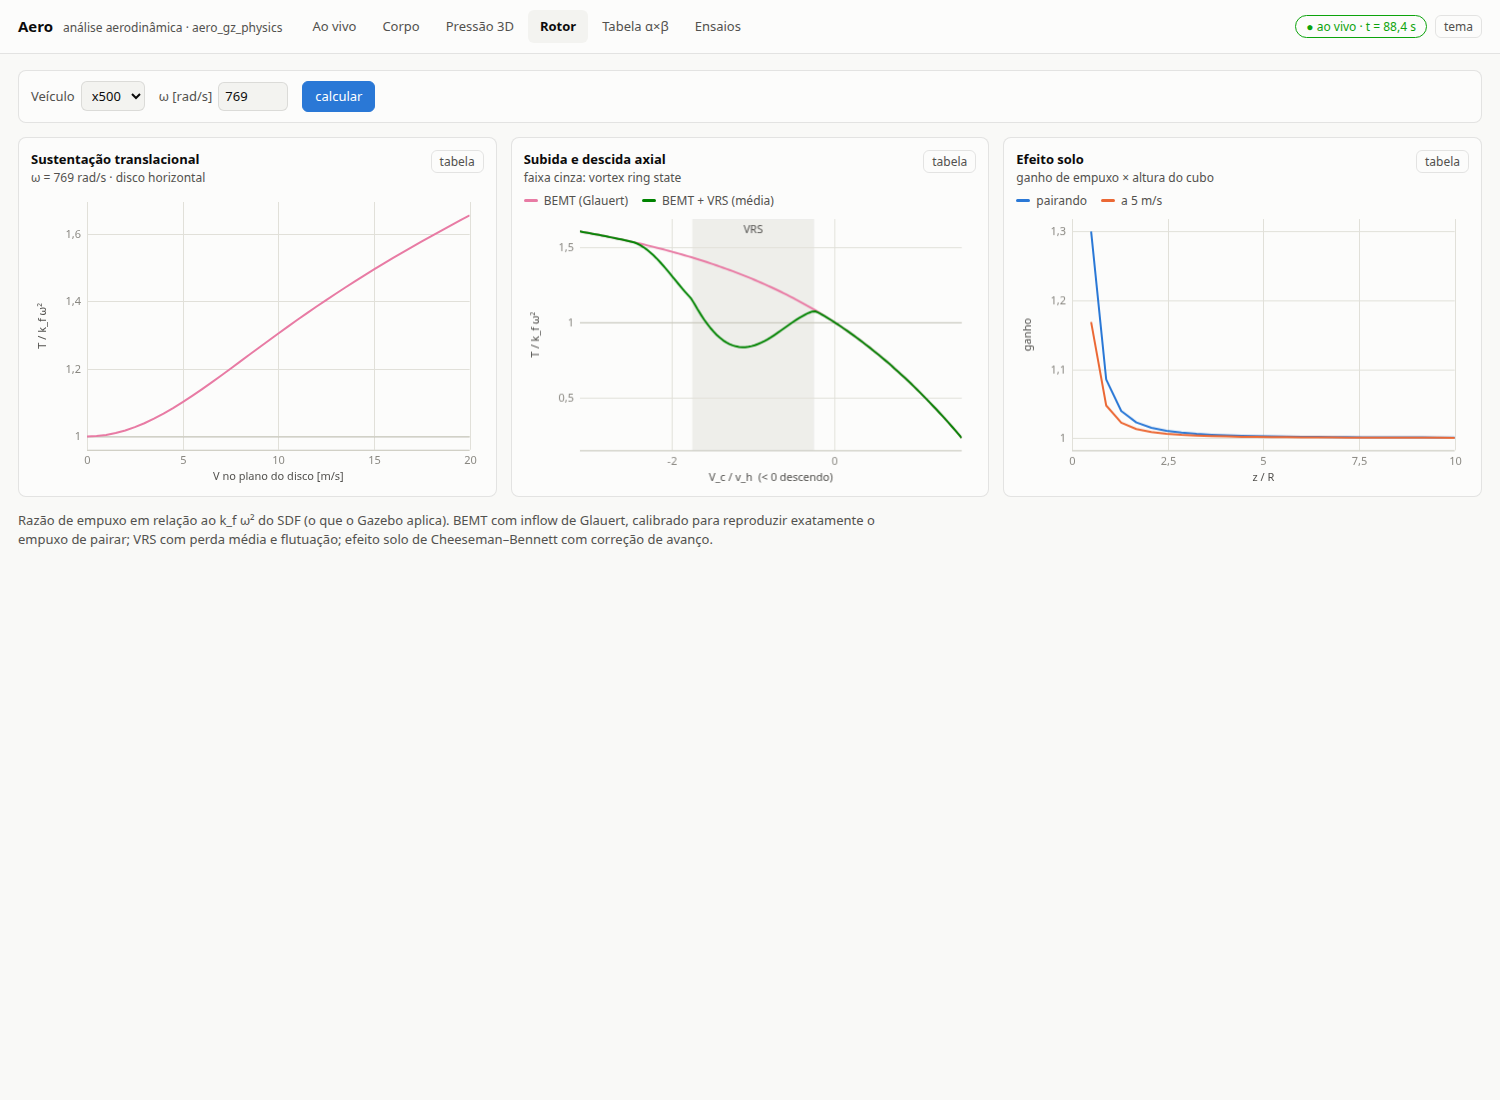 Aero análise aerodinâmica · aero_gz_physics Ao vivo Corpo Pressão 3D Rotor Tabela α×β Ensaios ● ao vivo · t = 88,4 s tema
Veículo x500 ω [rad/s] 769 calcular
Sustentação translacional tabela
ω = 769 rad/s · disco horizontal
1,6
1,4
1,2
1
T / k_f ω²
0 5 10 15 20
V no plano do disco [m/s]
Subida e descida axial tabela
faixa cinza: vortex ring state
BEMT (Glauert) BEMT + VRS (média)
VRS
1,5
1
0,5
T / k_f ω²
-2 0
V_c / v_h (< 0 descendo)
Efeito solo tabela
ganho de empuxo × altura do cubo
pairando a 5 m/s
1,3
1,2
1,1
1
ganho
0 2,5 5 7,5 10
z / R
Razão de empuxo em relação ao k_f ω² do SDF (o que o Gazebo aplica). BEMT com inflow de Glauert, calibrado para reproduzir exatamente o
empuxo de pairar; VRS com perda média e flutuação; efeito solo de Cheeseman–Bennett com correção de avanço.